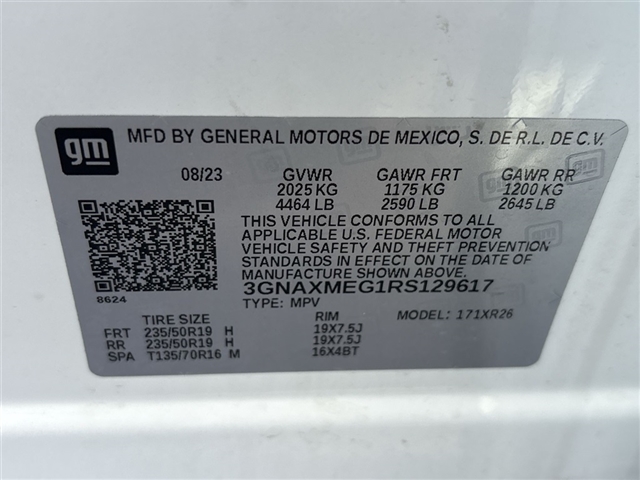 gm MFD BY GENERAL MOTORS DE MEXICO, S. DE R.L. DE C.V.
08/23 GVWR GAWR FRT GAWR RR
2025 KG 1175 KG 1200 KG
4464 LB 2590 LB 2645 LB
THIS VEHICLE CONFORMS TO ALL
APPLICABLE U.S. FEDERAL MOTOR
VEHICLE SAFETY AND THEFT PREVENTION
STANDARDS IN EFFECT ON THE DATE OF
MANUFACTURE SHOWN ABOVE.
8624 3GNAXMEG1RS129617
TYPE: MPV MODEL: 171XR26
TIRE SIZE RIM
FRT 235/50R19 H 19X7.5J
RR 235/50R19 H 19X7.5J
SPA T135/70R16 M 16X4BT